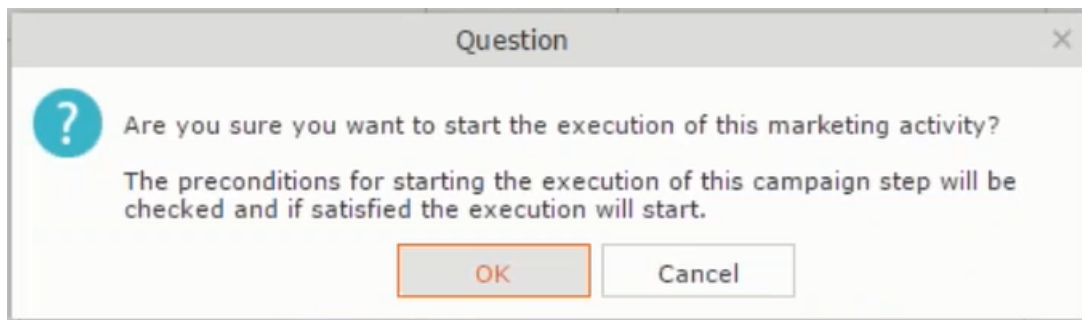 Question
Are you sure you want to start the execution of this marketing activity?
The preconditions for starting the execution of this campaign step will be
checked and if satisfied the execution will start.
OK
Cancel